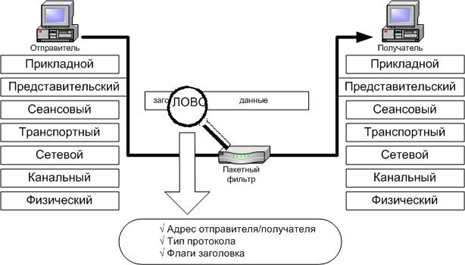 Отправитель
Получатель
Прикладной
Представительский
Сеансовый
Транспортный
Сетевой
Канальный
Физический
заго ЛОВО данные
Пакетный
фильтр
Прикладной
Представительский
Сеансовый
Транспортный
Сетевой
Канальный
Физический
√ Адрес отправителя/получателя
√ Тип протокола
√ Флаги заголовка